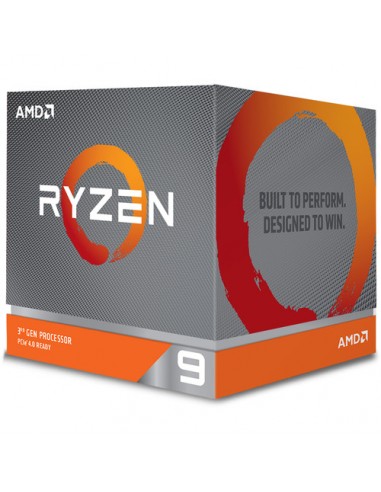 AMD
RYZEN
3rd GEN PROCESSOR
PCIe 4.0 READY
9
BUILT TO PERFORM.
DESIGNED TO WIN.
AMD